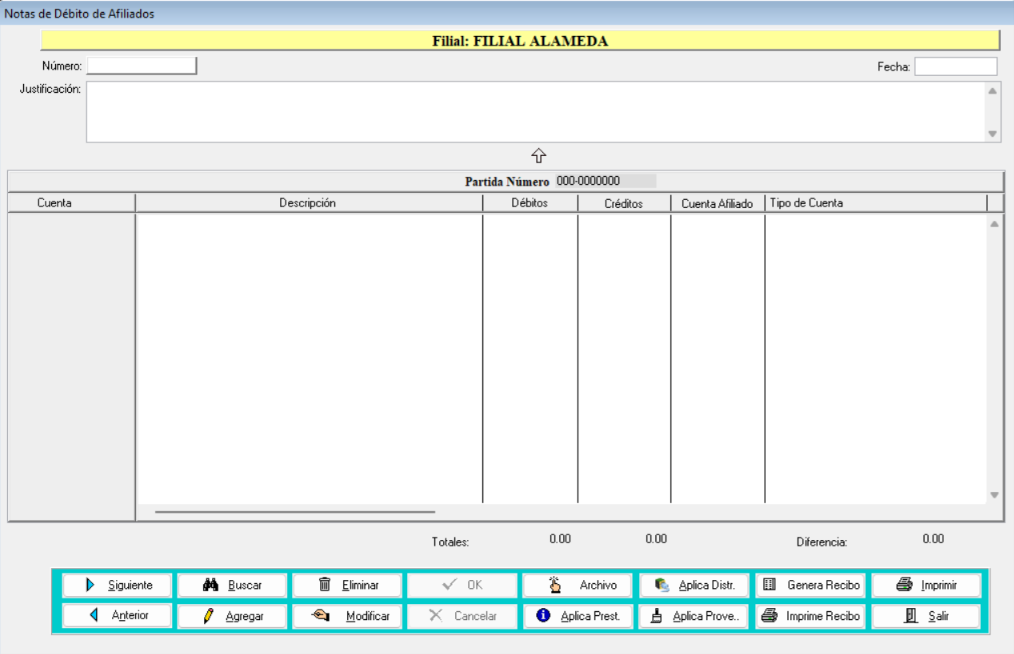 Notas de Débito de Afiliados
Filial: FILIAL ALAMEDA
Número: Fecha:
Justificación:
Partida Número 000-0000000
Cuenta Descripción Débitos Créditos Cuenta Afiliado Tipo de Cuenta
Totales: 0.00 0.00 Diferencia: 0.00
Siguiente Buscar Eliminar OK Archivo Aplica Distr. Genera Recibo Imprimir
Anterior Agregar Modificar Cancelar Aplica Prest. Aplica Prove.. Imprime Recibo Salir